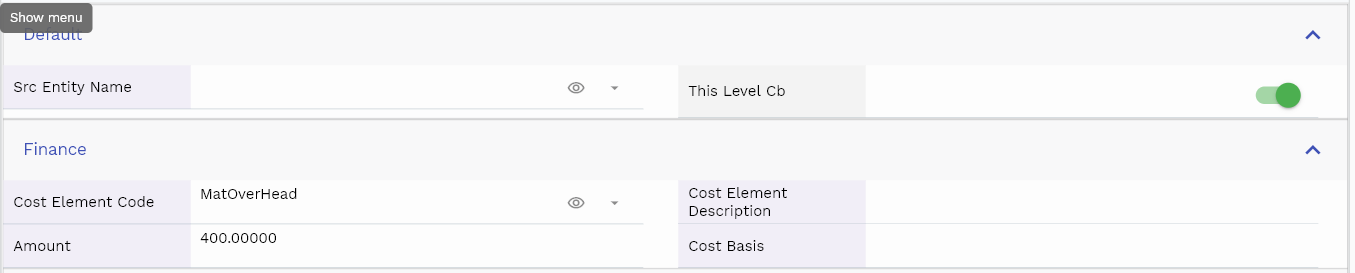 Show menu
Default
Src Entity Name
This Level Cb
Finance
Cost Element Code
MatOverHead
Cost Element
Description
Amount
400.00000
Cost Basis